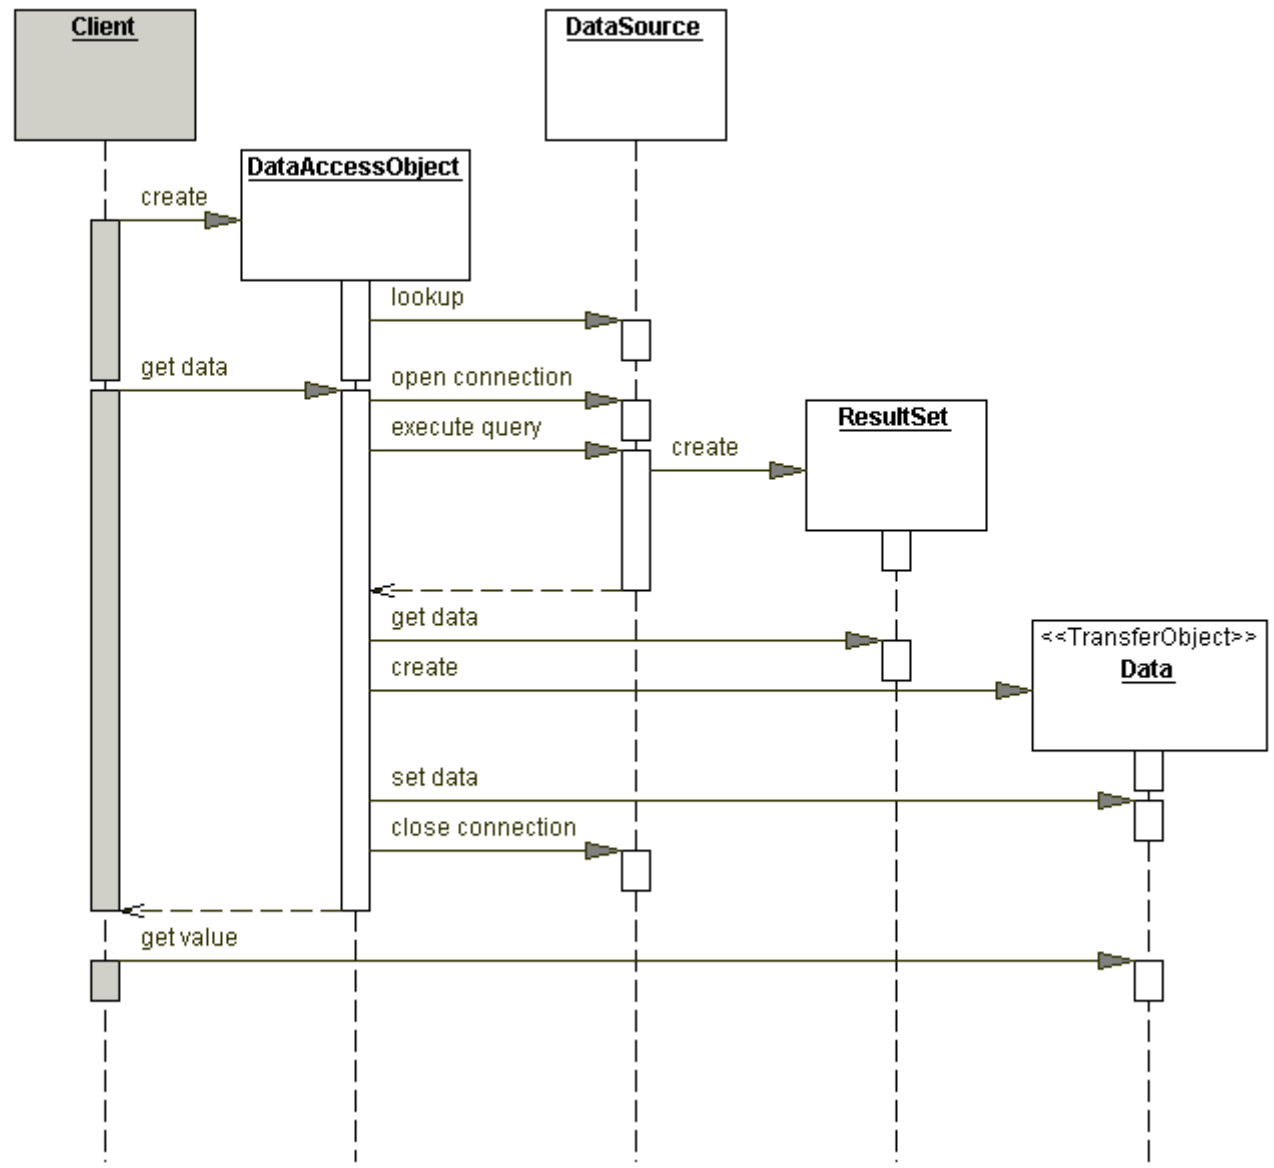 Client
DataSource
DataAccessObject
create
lookup
get data
open connection
ResultSet
execute query
create
get data
<<TransferObject>>
create
Data
set data
close connection
get value